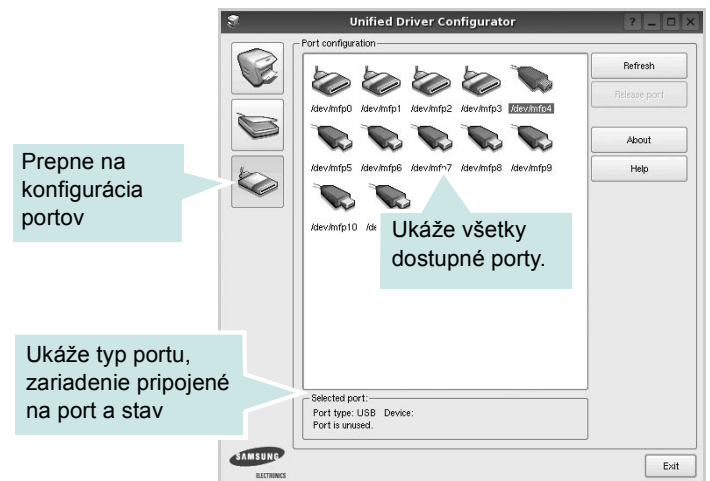 Unified Driver Configurator
Port configuration
Refresh
Release port
About
Help
/dev/mfp0 /dev/mfp1 /dev/mfp2 /dev/mfp3 /dev/mfp4
/dev/mfp5 /dev/mfp6 /dev/mfp7 /dev/mfp8 /dev/mfp9
/dev/mfp10
Prepne na
konfigurácia
portov
Ukáže všetky
dostupné porty.
Ukáže typ portu,
zariadenie pripojené
na port a stav
Selected port:
Port type: USB Device:
Port is unused.
SAMSUNG
ELECTRONICS
Exit